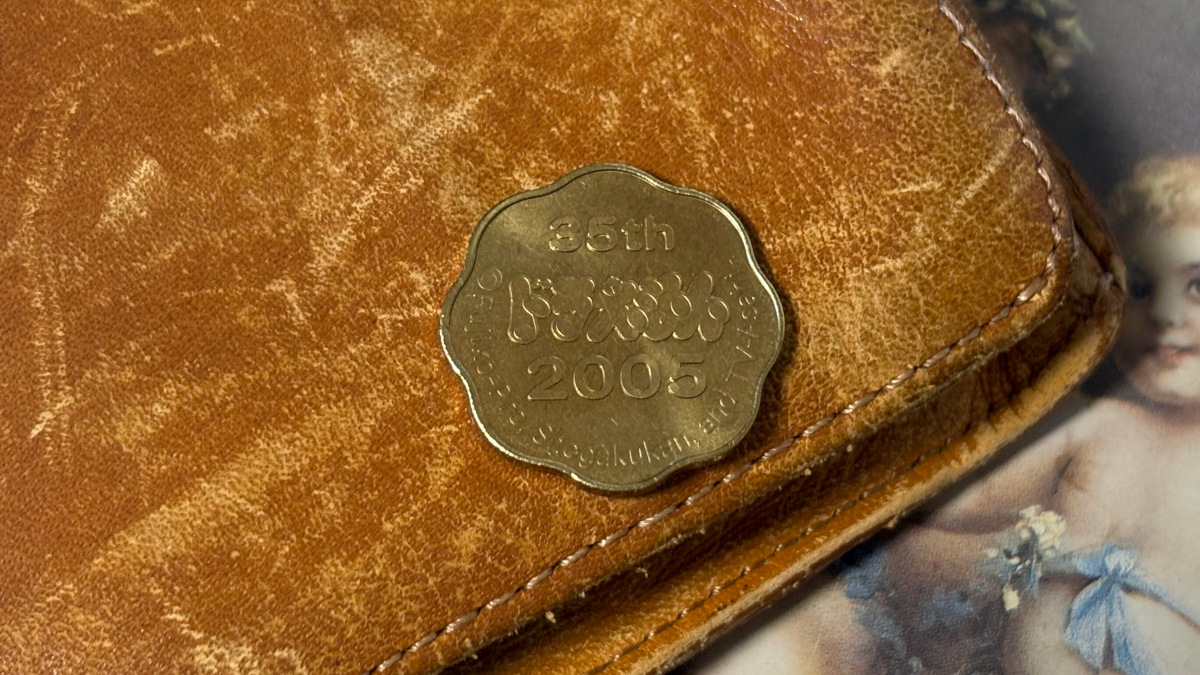 35th
ドラえもん
2005
©Fujiko-Pro, Shogakukan, and TV-Asahi